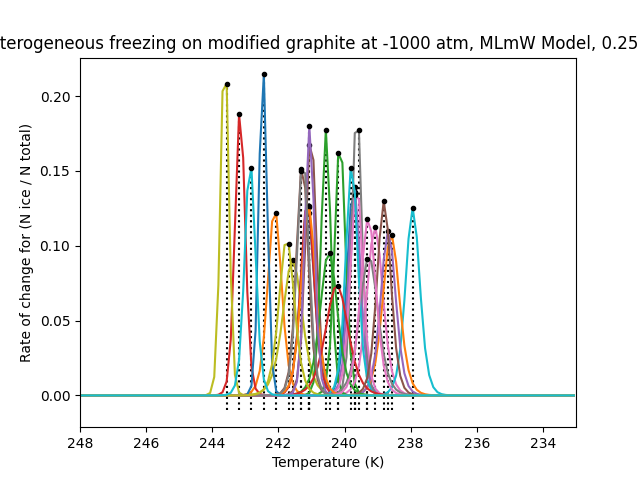 terogeneous freezing on modified graphite at -1000 atm, MLmW Model, 0.25
Rate of change for (N ice / N total)
0.20
0.15
0.10
0.05
0.00
248 246 244 242 240 238 236 234
Temperature (K)